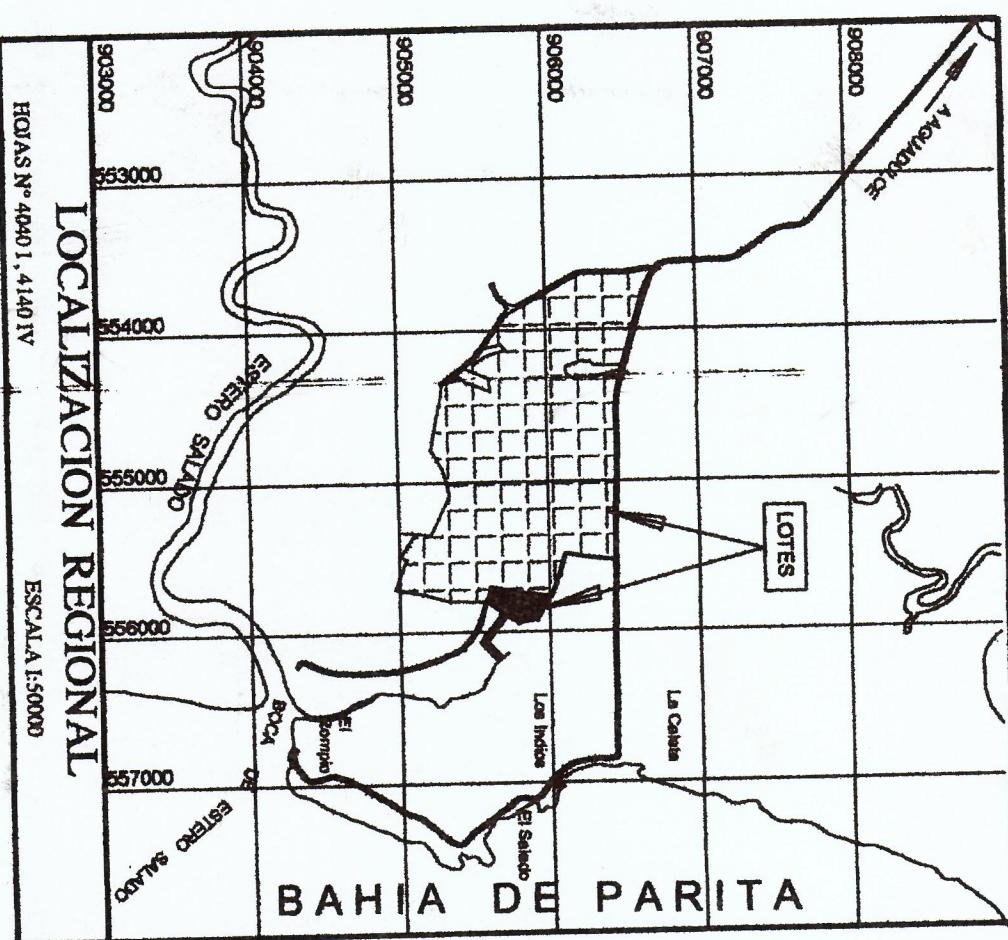 A AGUADULCE
908000
907000
906000
905000
904000
903000
553000
554000
555000
556000
557000
LOTES
La Caleta
Los Indios
El Salado
El
Rompio
ESTERO SALADO
BOCA
DE
ESTERO SALADO
BAHIA DE PARITA
LOCALIZACION REGIONAL
HOJAS Nº 4040 I, 4140 IV
ESCALA 1:50000